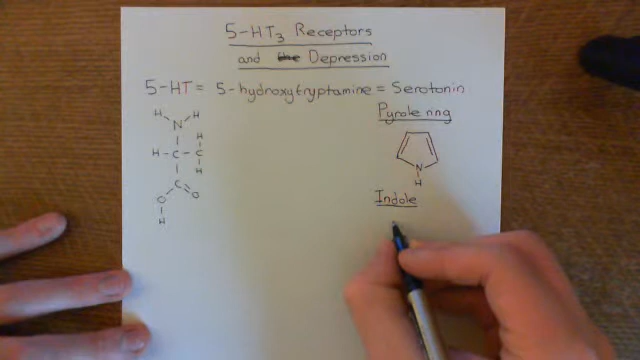 5-HT₃ Receptors
and the Depression
5-HT = 5-hydroxytryptamine = Serotonin
Pyrole ring
H H
N
H
H - C - C
H
C
O O
H
N
H
Indole